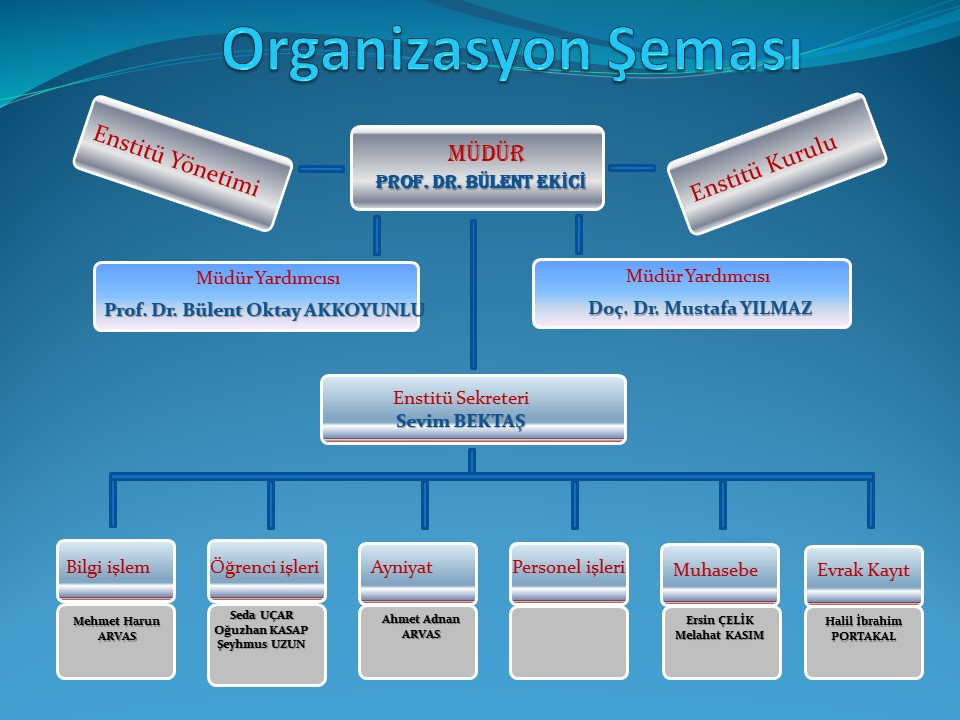 Organizasyon Şeması
Enstitü Yönetimi
MÜDÜR
PROF. DR. BÜLENT EKİCİ
Enstitü Kurulu
Müdür Yardımcısı
Prof. Dr. Bülent Oktay AKKOYUNLU
Müdür Yardımcısı
Doç. Dr. Mustafa YILMAZ
Enstitü Sekreteri
Sevim BEKTAŞ
Bilgi işlem
Mehmet Harun
ARVAS
Öğrenci işleri
Seda UÇAR
Oğuzhan KASAP
Şeyhmus UZUN
Ayniyat
Ahmet Adnan
ARVAS
Personel işleri
Muhasebe
Ersin ÇELİK
Melahat KASIM
Evrak Kayıt
Halil İbrahim
PORTAKAL